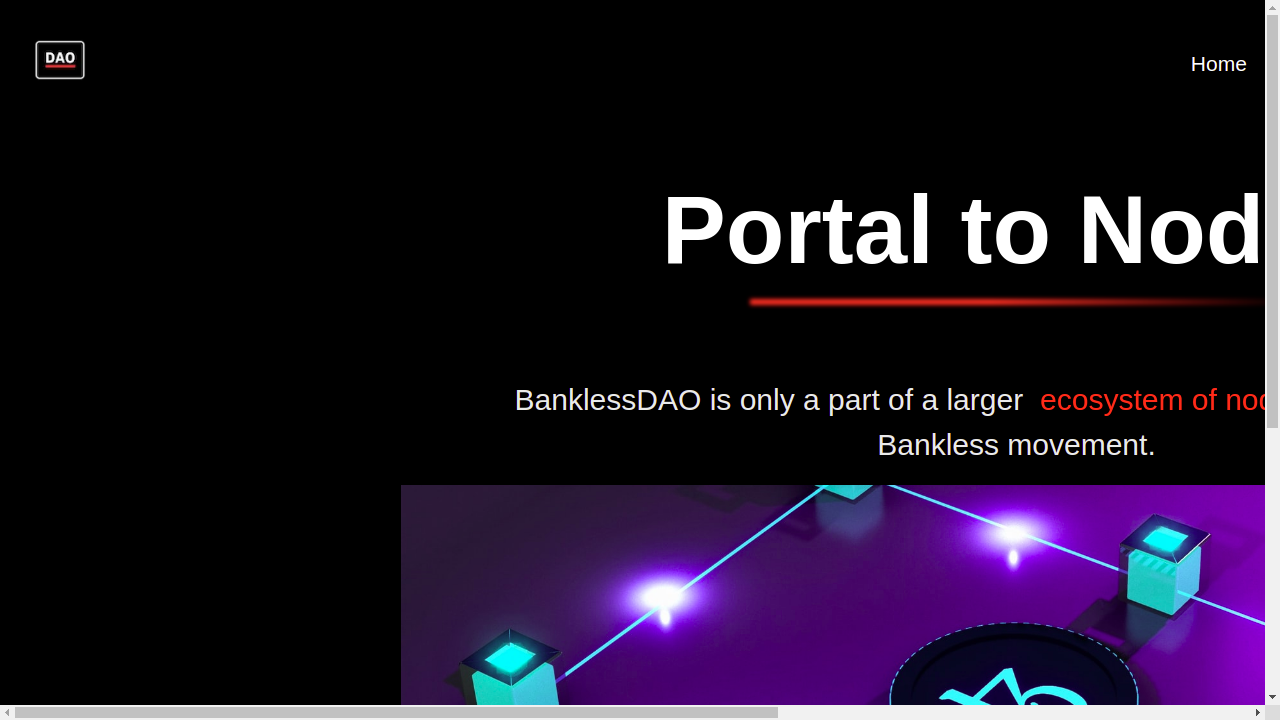 DAO
Home
Portal to Nod
BanklessDAO is only a part of a larger ecosystem of noc
Bankless movement.